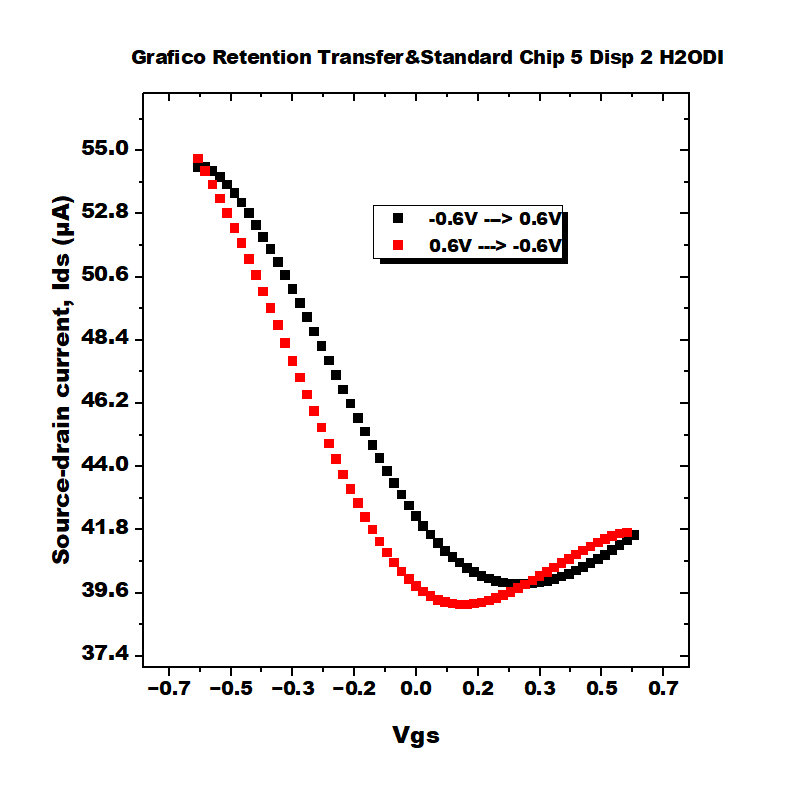 Grafico Retention Transfer&Standard Chip 5 Disp 2 H2ODI
55.0
52.8
50.6
48.4
46.2
44.0
41.8
39.6
37.4
Source-drain current, Ids (µA)
-0.6V ---> 0.6V
0.6V ---> -0.6V
−0.7 −0.5 −0.3 −0.2 0.0 0.2 0.3 0.5 0.7
Vgs